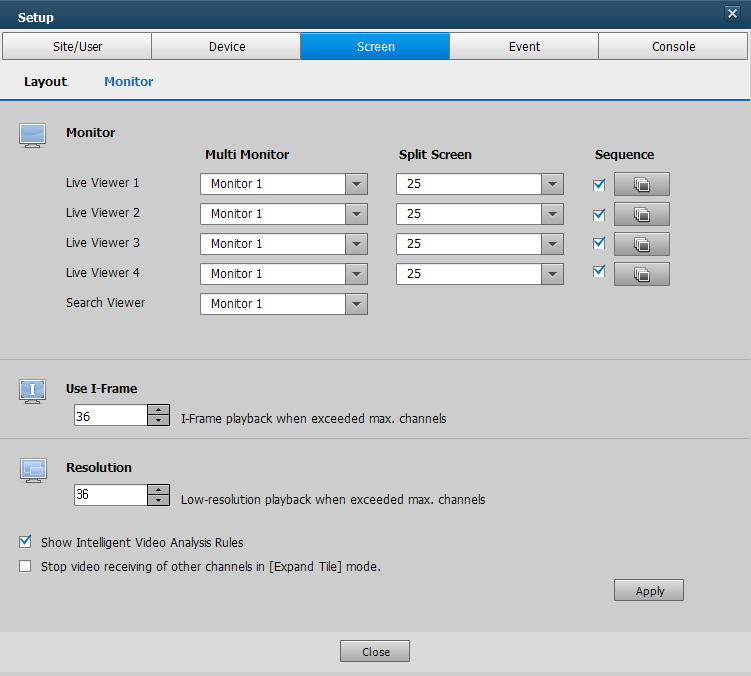 Setup
Site/User Device Screen Event Console
Layout Monitor
Monitor
Multi Monitor Split Screen Sequence
Live Viewer 1 Monitor 1 25
Live Viewer 2 Monitor 1 25
Live Viewer 3 Monitor 1 25
Live Viewer 4 Monitor 1 25
Search Viewer Monitor 1
I Use I-Frame
36 I-Frame playback when exceeded max. channels
Resolution
36 Low-resolution playback when exceeded max. channels
Show Intelligent Video Analysis Rules
Stop video receiving of other channels in [Expand Tile] mode.
Apply
Close